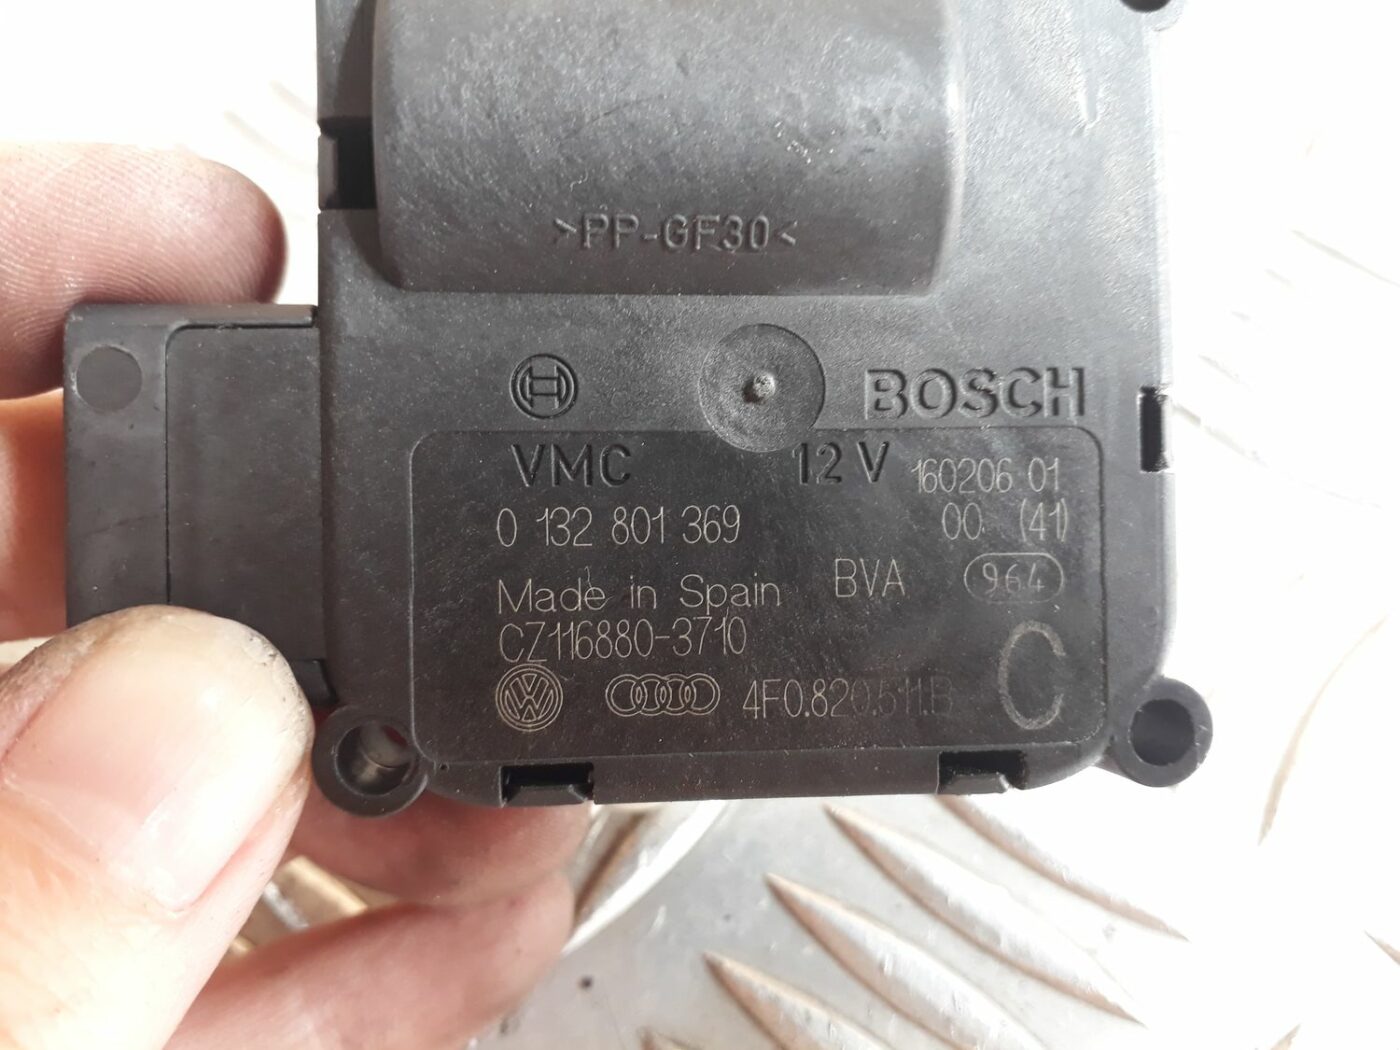 >PP-GF30<
BOSCH
VMC 12 V 160206 01
0 132 801 369 00 (41)
Made in Spain BVA 964
CZ116880-3710
4F0.820.511.B C